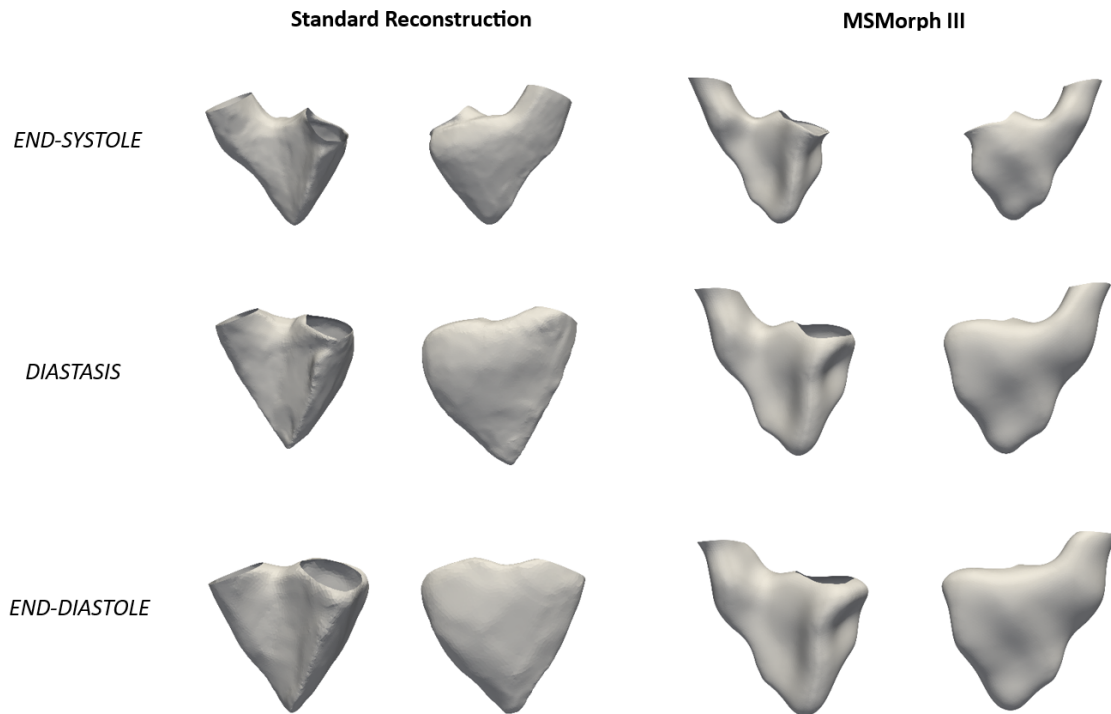 Standard Reconstruction
MSMorph III
END-SYSTOLE
DIASTASIS
END-DIASTOLE